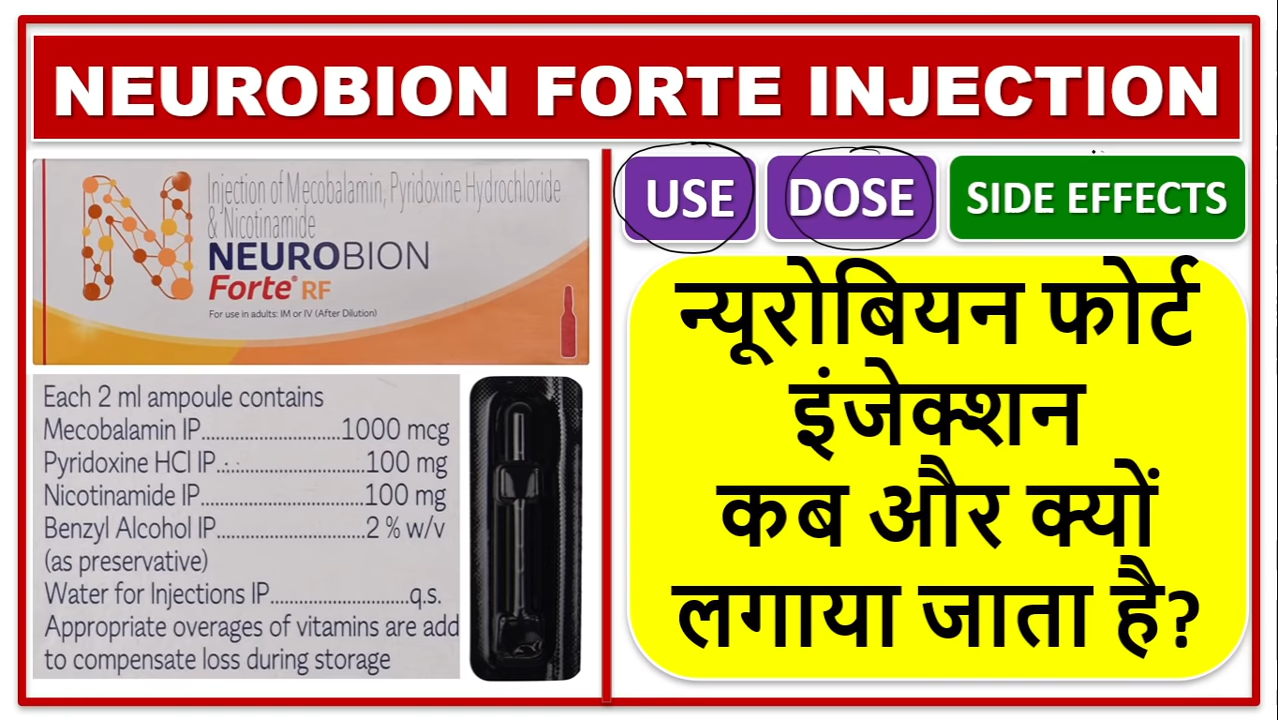 NEUROBION FORTE INJECTION
Injection of Mecobalamin, Pyridoxine Hydrochloride
& Nicotinamide
NEUROBION
Forte® RF
For use in adults: IM or IV (After Dilution)
Each 2 ml ampoule contains
Mecobalamin IP..............................1000 mcg
Pyridoxine HCl IP..............................100 mg
Nicotinamide IP..............................100 mg
Benzyl Alcohol IP..............................2 % w/v
(as preservative)
Water for Injections IP..............................q.s.
Appropriate overages of vitamins are add
to compensate loss during storage
USE DOSE SIDE EFFECTS
न्यूरोबियन फोर्ट
इंजेक्शन
कब और क्यों
लगाया जाता है?